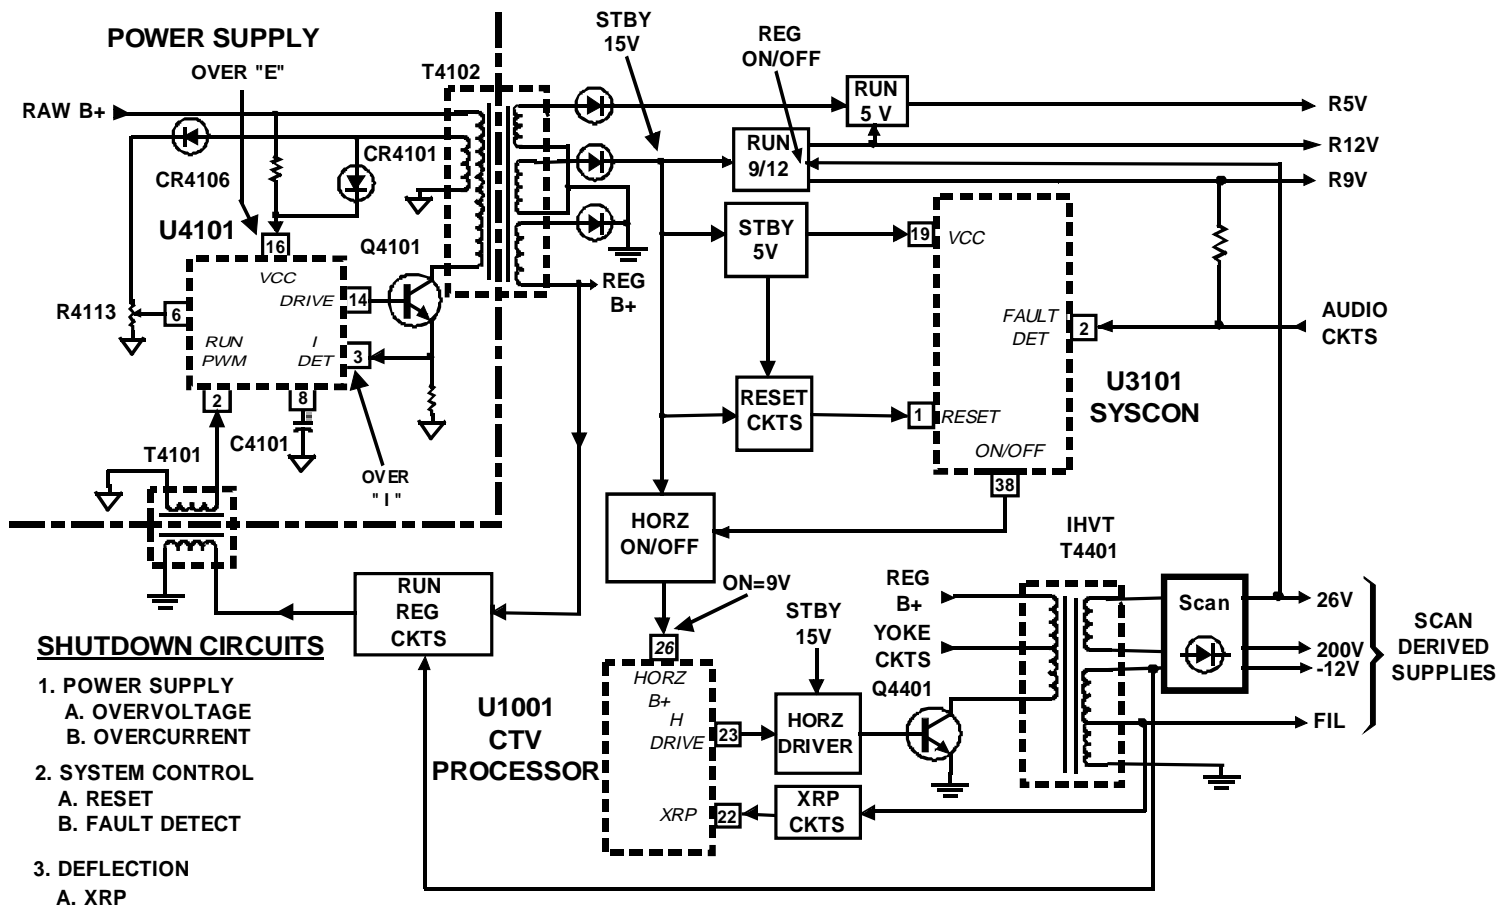 POWER SUPPLY
OVER "E"
RAW B+
T4102
STBY
15V
REG
ON/OFF
RUN
5 V
R5V
RUN
9/12
R12V
R9V
CR4101
CR4106
U4101
16
VCC
Q4101
DRIVE
14
R4113
6
RUN
PWM
I
DET
3
2
8
C4101
T4101
OVER
" I "
REG
B+
STBY
5V
19
VCC
FAULT
DET
2
AUDIO
CKTS
U3101
SYSCON
RESET
CKTS
1
RESET
ON/OFF
38
HORZ
ON/OFF
IHVT
T4401
RUN
REG
CKTS
ON=9V
STBY
15V
REG
B+
YOKE
CKTS
Q4401
Scan
26V
200V
-12V
FIL
SCAN
DERIVED
SUPPLIES
26
HORZ
B+
H
DRIVE
23
HORZ
DRIVER
U1001
CTV
PROCESSOR
XRP
22
XRP
CKTS
SHUTDOWN CIRCUITS
1. POWER SUPPLY
A. OVERVOLTAGE
B. OVERCURRENT
2. SYSTEM CONTROL
A. RESET
B. FAULT DETECT
3. DEFLECTION
A. XRP